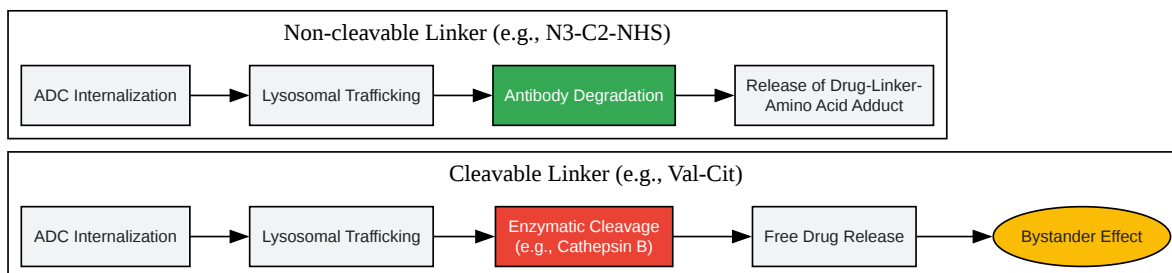 Non-cleavable Linker (e.g., N3-C2-NHS)
ADC Internalization
Lysosomal Trafficking
Antibody Degradation
Release of Drug-Linker-
Amino Acid Adduct
Cleavable Linker (e.g., Val-Cit)
ADC Internalization
Lysosomal Trafficking
Enzymatic Cleavage
(e.g., Cathepsin B)
Free Drug Release
Bystander Effect